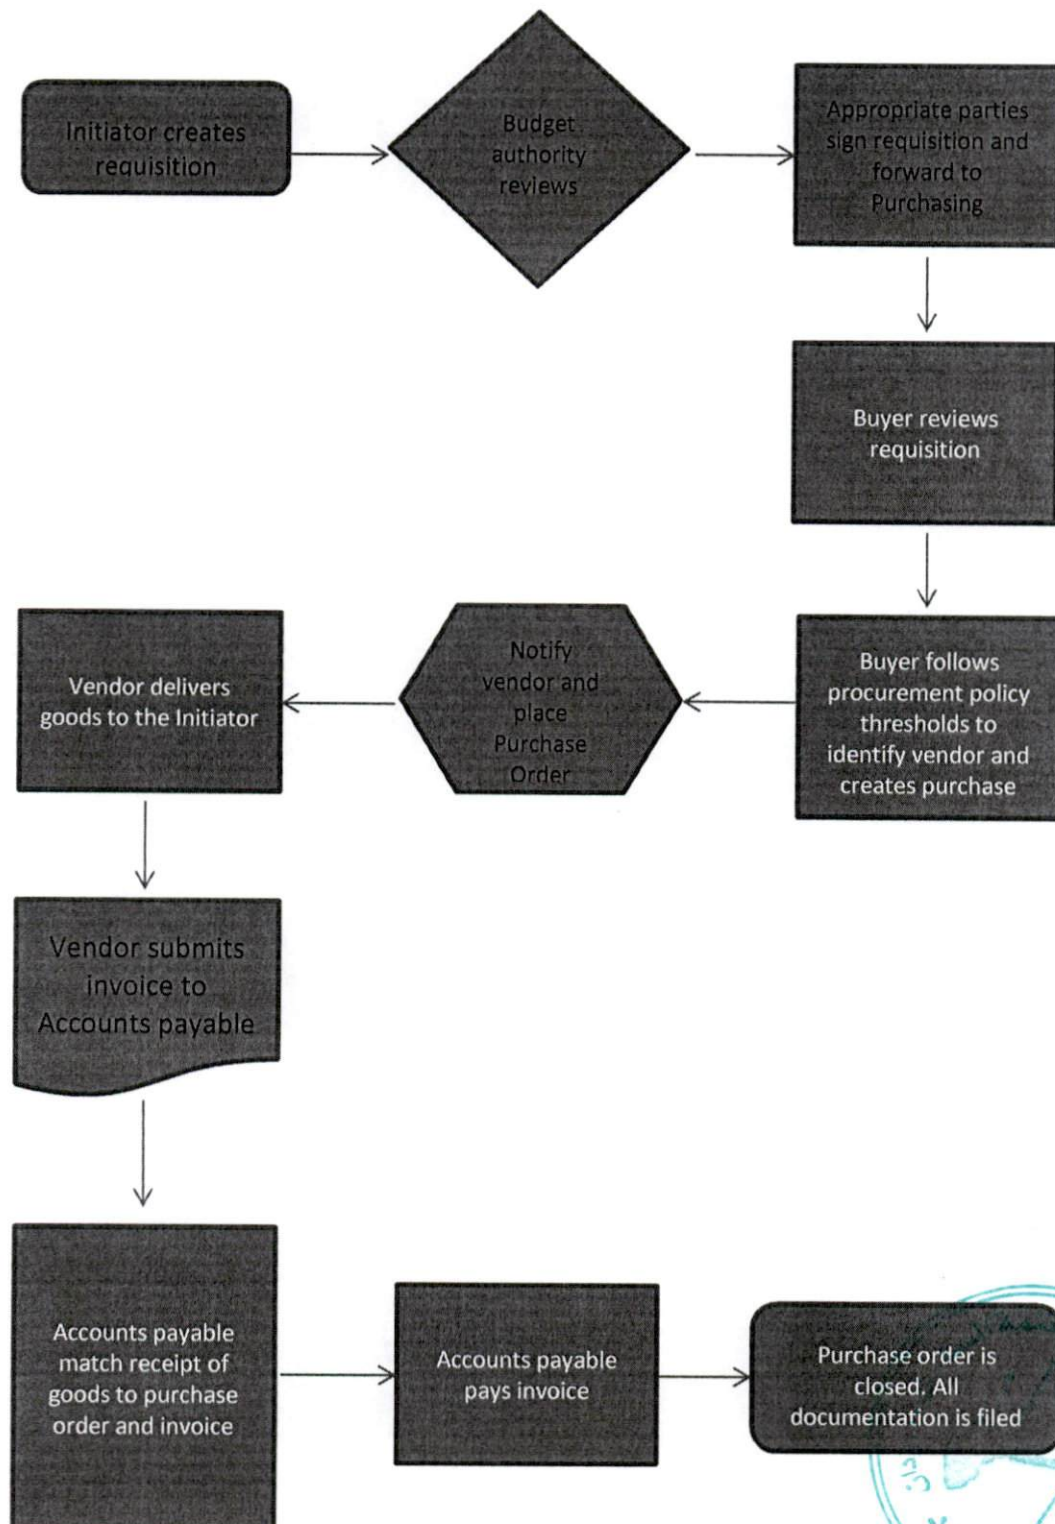 Initiator creates
requisition
Budget
authority
reviews
Appropriate parties
sign requisition and
forward to
Purchasing
Buyer reviews
requisition
Buyer follows
procurement policy
thresholds to
identify vendor and
creates purchase
Notify
vendor and
place
Purchase
Order
Vendor delivers
goods to the Initiator
Vendor submits
invoice to
Accounts payable
Accounts payable
match receipt of
goods to purchase
order and invoice
Accounts payable
pays invoice
Purchase order is
closed. All
documentation is filed